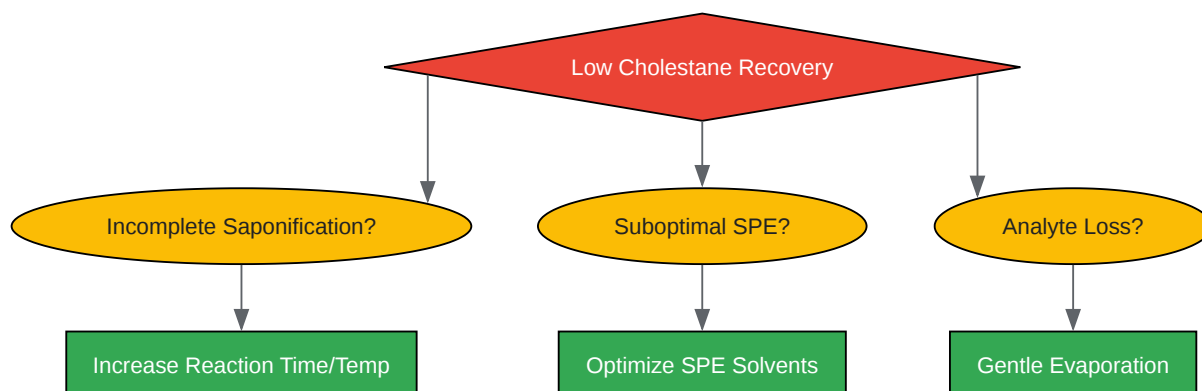 Low Cholestane Recovery
Incomplete Saponification?
Suboptimal SPE?
Analyte Loss?
Increase Reaction Time/Temp
Optimize SPE Solvents
Gentle Evaporation